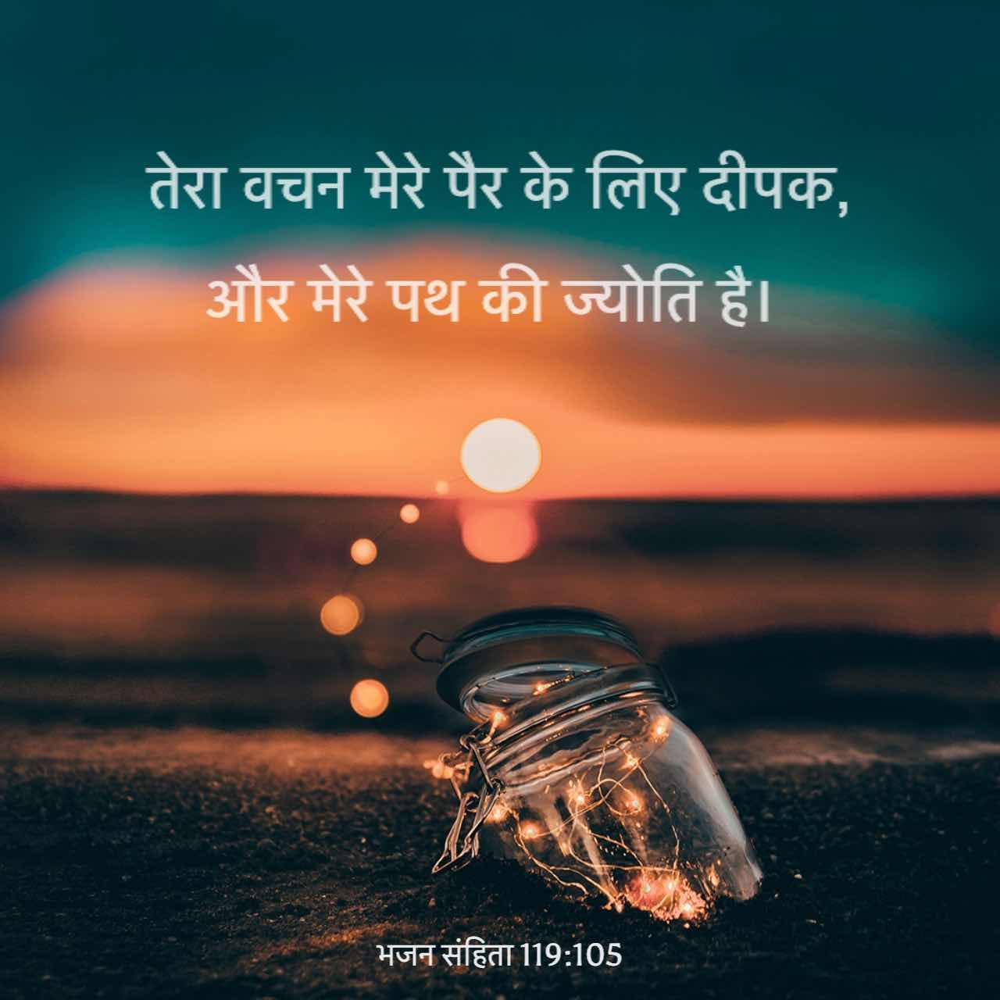 तेरा वचन मेरे पैर के लिए दीपक,
और मेरे पथ की ज्योति है।
भजन संहिता 119:105